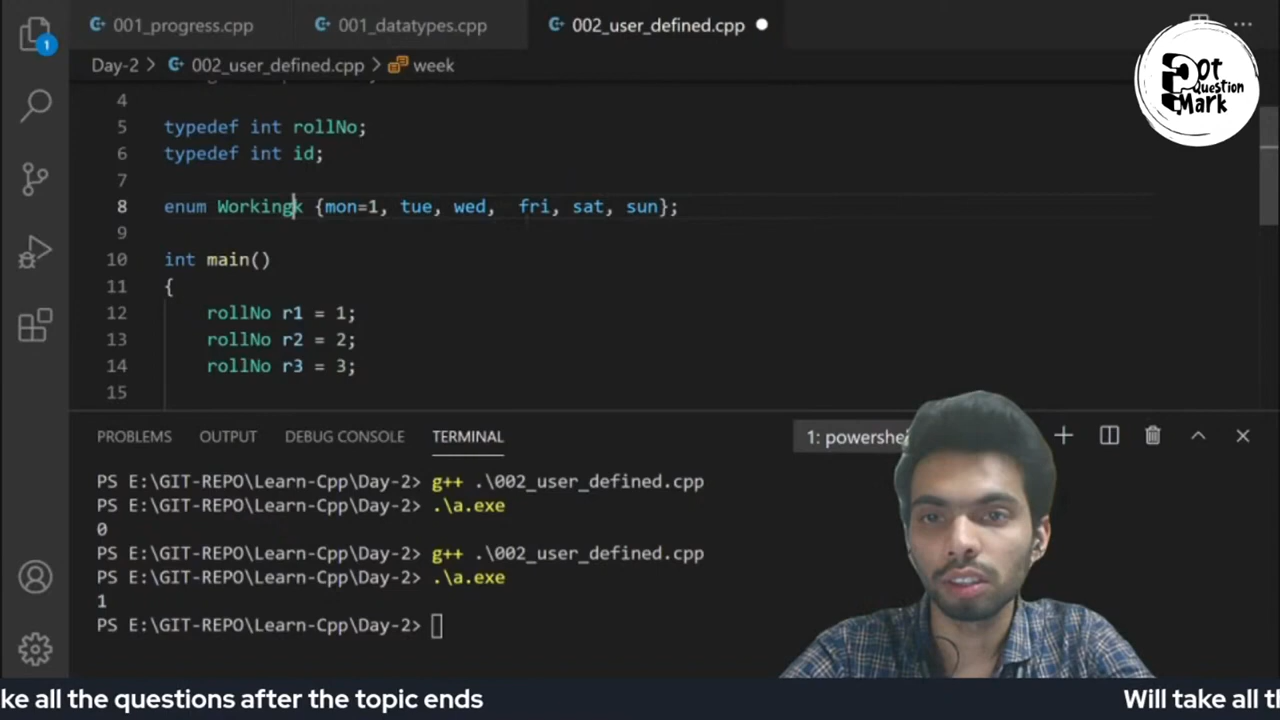 001_progress.cpp 001_datatypes.cpp 002_user_defined.cpp
Day-2 > 002_user_defined.cpp > week
4
5 typedef int rollNo;
6 typedef int id;
7
8 enum Workingk {mon=1, tue, wed,  fri, sat, sun};
9
10 int main()
11 {
12 rollNo r1 = 1;
13 rollNo r2 = 2;
14 rollNo r3 = 3;
15
PROBLEMS OUTPUT DEBUG CONSOLE TERMINAL 1: powershe
PS E:\GIT-REPO\Learn-Cpp\Day-2> g++ .\002_user_defined.cpp
PS E:\GIT-REPO\Learn-Cpp\Day-2> .\a.exe
0
PS E:\GIT-REPO\Learn-Cpp\Day-2> g++ .\002_user_defined.cpp
PS E:\GIT-REPO\Learn-Cpp\Day-2> .\a.exe
1
PS E:\GIT-REPO\Learn-Cpp\Day-2>
1
Dot
Question
Mark
ke all the questions after the topic ends Will take all th